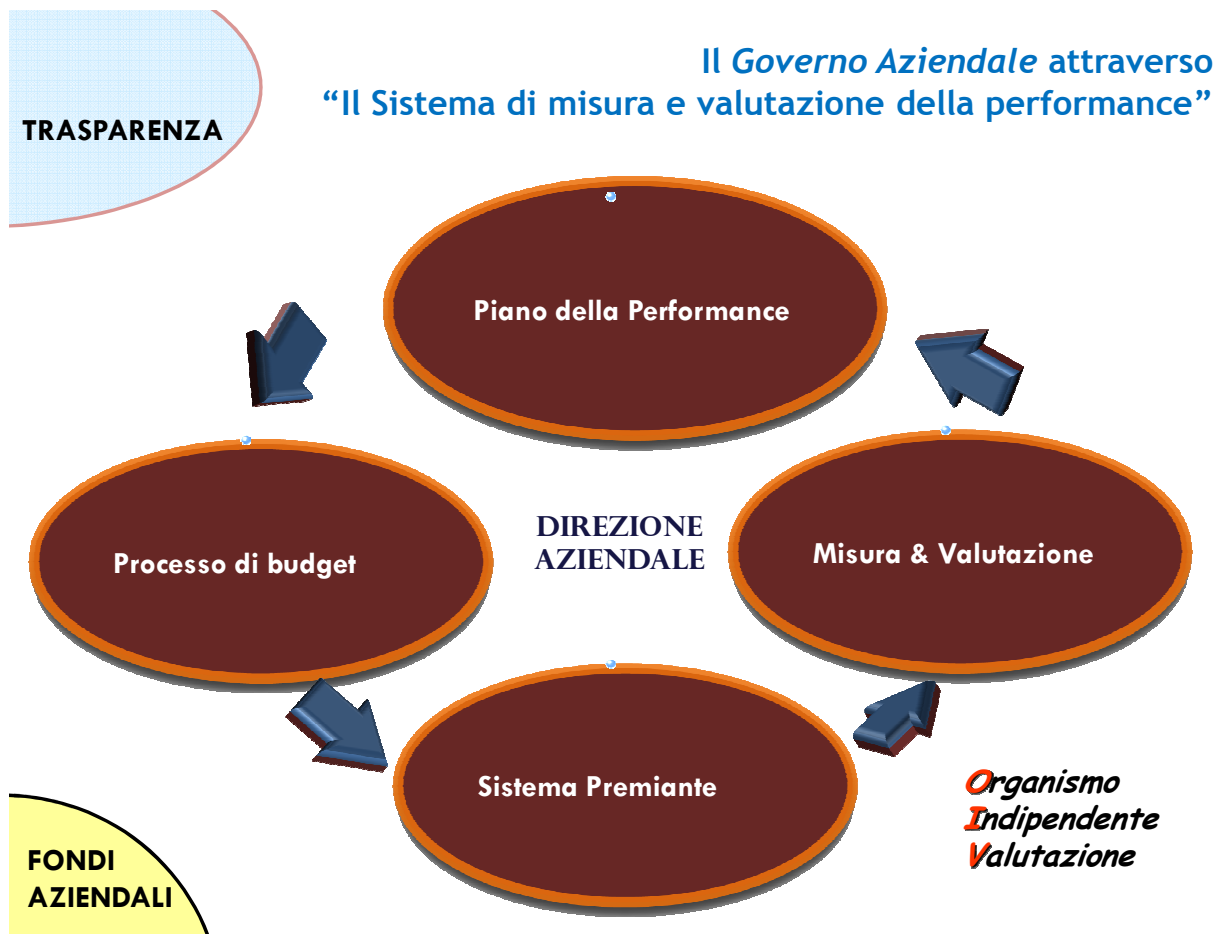 Il Governo Aziendale attraverso
“Il Sistema di misura e valutazione della performance”
TRASPARENZA
Piano della Performance
Processo di budget
DIREZIONE
AZIENDALE
Misura & Valutazione
Sistema Premiante
Organismo
Indipendente
Valutazione
FONDI
AZIENDALI